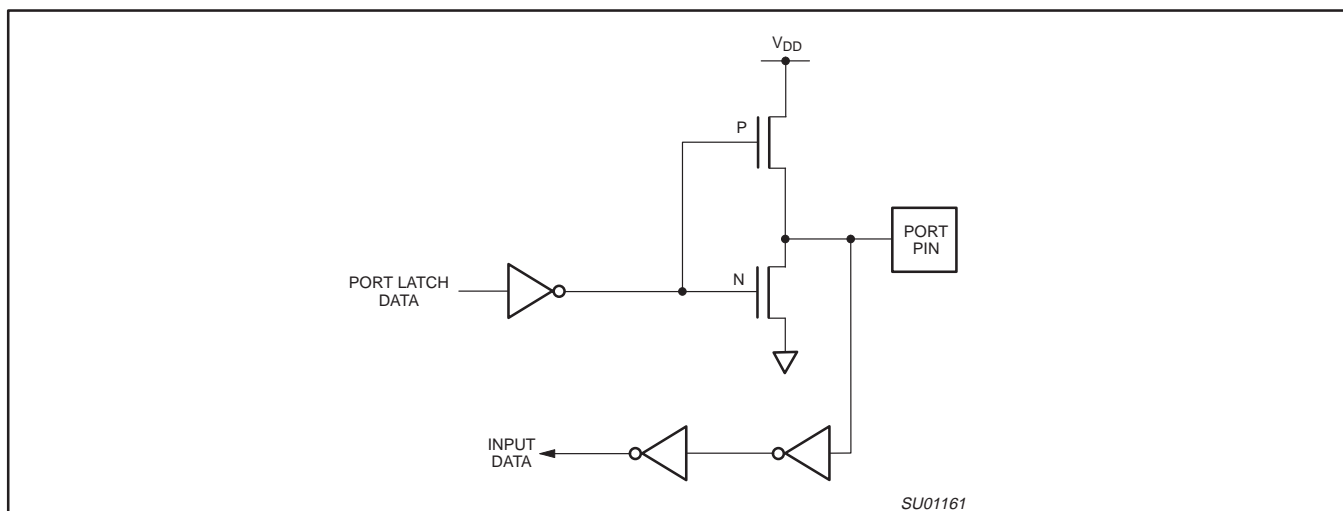 VDD
P
PORT
PIN
N
PORT LATCH
DATA
INPUT
DATA
SU01161